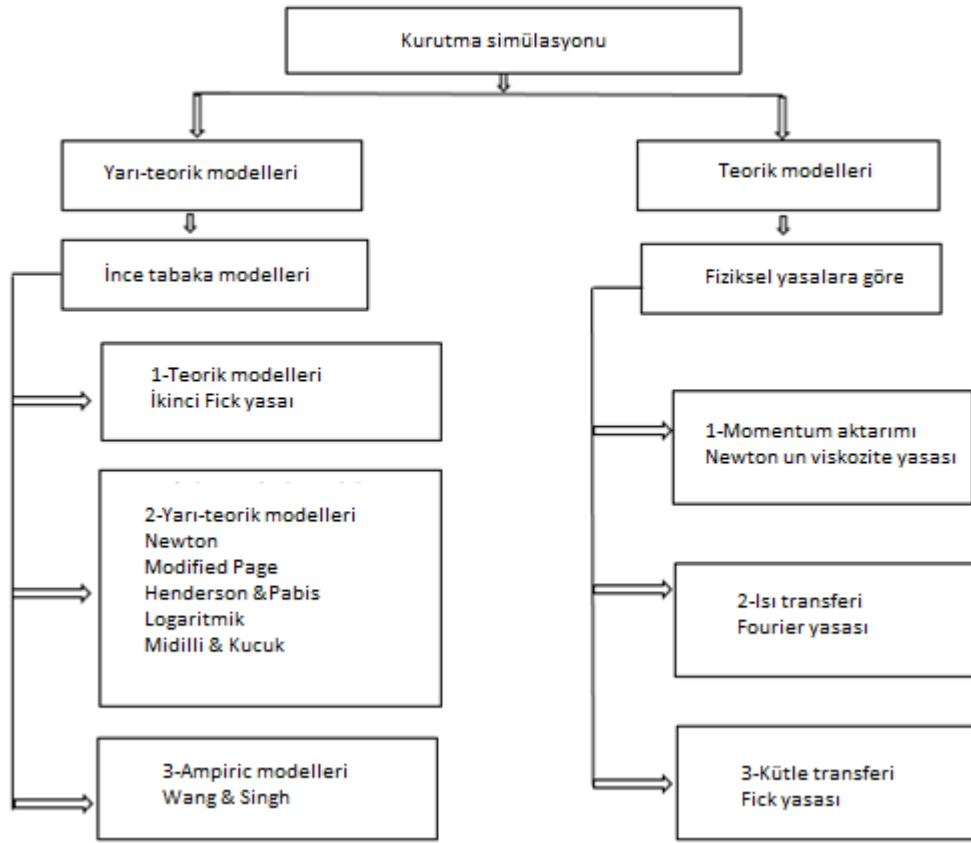 Kurutma simülasyonu
Yarı-teorik modelleri
Teorik modelleri
İnce tabaka modelleri
Fiziksel yasalara göre
1-Teorik modelleri
İkinci Fick yasaı
2-Yarı-teorik modelleri
Newton
Modified Page
Henderson &Pabis
Logaritmik
Midilli & Kucuk
3-Ampiric modelleri
Wang & Singh
1-Momentum aktarımı
Newton un viskozite yasası
2-Isı transferi
Fourier yasası
3-Kütle transferi
Fick yasası